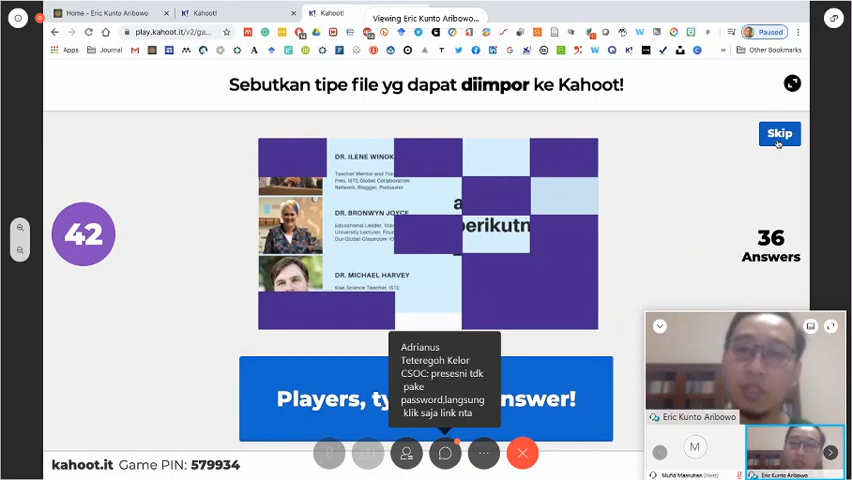 Home - Eric Kunto Aribowo
Kahoot!
Kahoot!
Viewing Eric Kunto Aribowo...
play.kahoot.it/v2/ga...
Paused
Apps
Journal
Other Bookmarks
Sebutkan tipe file yg dapat diimpor ke Kahoot!
Skip
DR. ILENE WINOK
Teacher Mentor and Tra
Fries, ISTE Global Collaboration
Network, Blogger, Podcaster
DR. BRONWYN JOYCE
Educational Leader,
University Lecturer,
Our Global Classroom
DR. MICHAEL HARVEY
Kiwi Science Teacher, ISTE
a
perikutn
42
36
Answers
Adrianus
Teteregoh Kelor
CSOC: presesni tdk
pake
password,langsung
klik saja link nta
Players, ty
nswer!
Eric Kunto Aribowo
M
Mufid Masruhan (Host)
Eric Kunto Aribowo
kahoot.it Game PIN: 579934